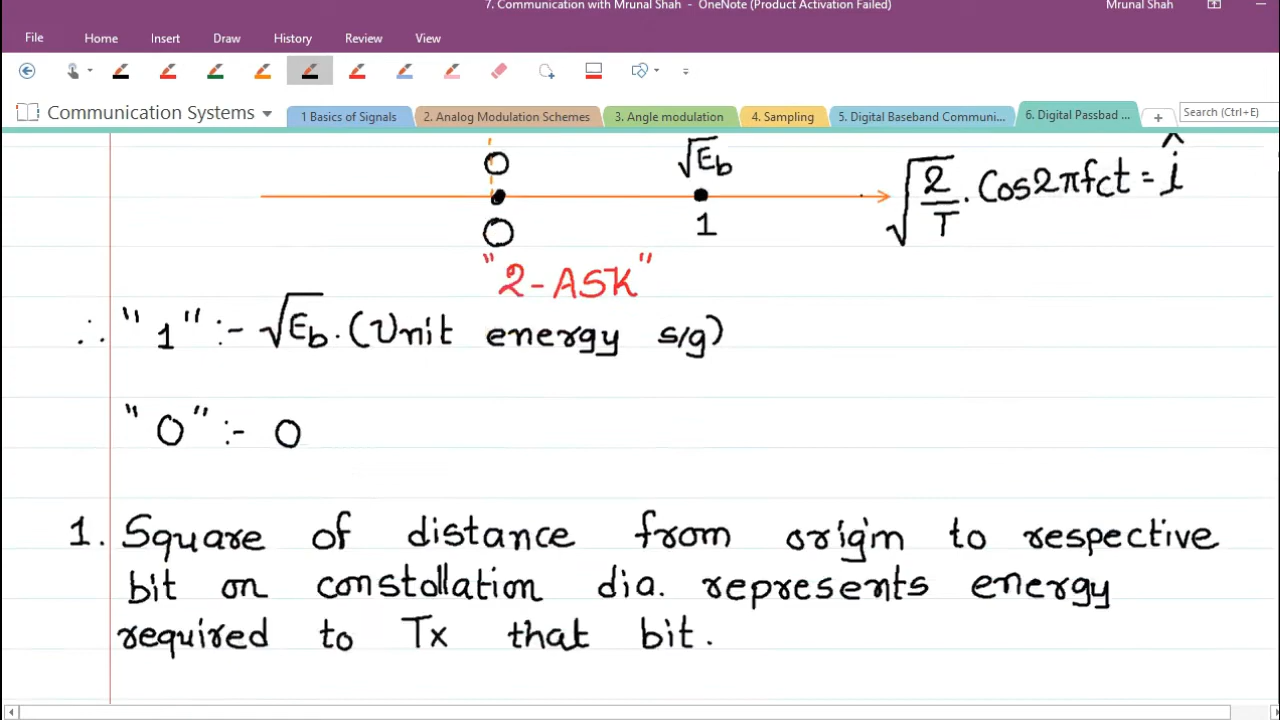 7. Communication with Mrunal Shah - OneNote (Product Activation Failed)
Mrunal Shah
File Home Insert Draw History Review View
Communication Systems
1 Basics of Signals 2. Analog Modulation Schemes 3. Angle modulation 4. Sampling 5. Digital Baseband Communi... 6. Digital Passbad ... Search (Ctrl+E)
0 √Eb
√2/T . Cos2πfct = î
0 1
"2-ASK"
∴ "1" :- √Eb . (Unit energy s/g)
"0" :- 0
1. Square of distance from origin to respective
bit on constollation dia. represents energy
required to Tx that bit.